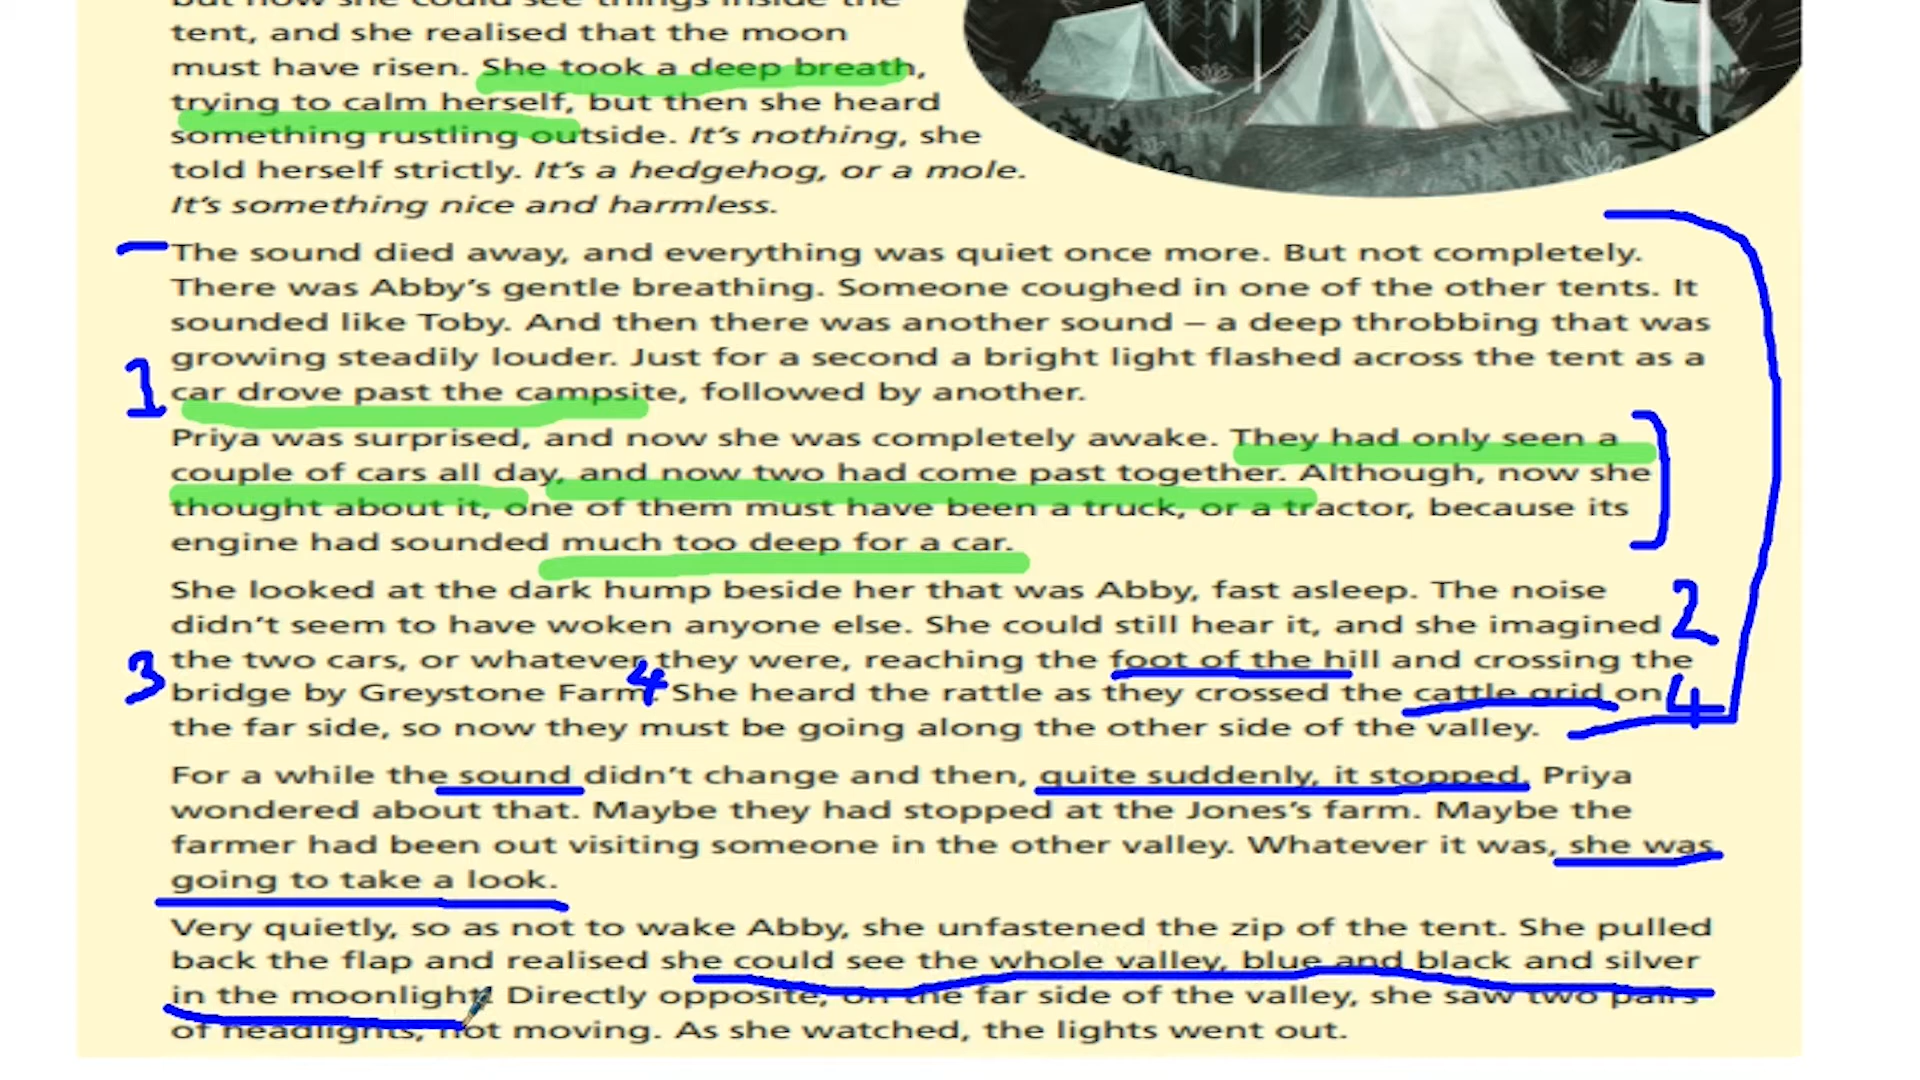 but now she could see things inside the
tent, and she realised that the moon
must have risen. She took a deep breath,
trying to calm herself, but then she heard
something rustling outside. It's nothing, she
told herself strictly. It's a hedgehog, or a mole.
It's something nice and harmless.
The sound died away, and everything was quiet once more. But not completely.
There was Abby's gentle breathing. Someone coughed in one of the other tents. It
sounded like Toby. And then there was another sound – a deep throbbing that was
growing steadily louder. Just for a second a bright light flashed across the tent as a
1 car drove past the campsite, followed by another.
Priya was surprised, and now she was completely awake. They had only seen a
couple of cars all day, and now two had come past together. Although, now she
thought about it, one of them must have been a truck, or a tractor, because its
engine had sounded much too deep for a car.
She looked at the dark hump beside her that was Abby, fast asleep. The noise
didn't seem to have woken anyone else. She could still hear it, and she imagined 2
3 the two cars, or whatever they were, reaching the foot of the hill and crossing the
bridge by Greystone Farm. 4 She heard the rattle as they crossed the cattle grid on 4
the far side, so now they must be going along the other side of the valley.
For a while the sound didn't change and then, quite suddenly, it stopped. Priya
wondered about that. Maybe they had stopped at the Jones's farm. Maybe the
farmer had been out visiting someone in the other valley. Whatever it was, she was
going to take a look.
Very quietly, so as not to wake Abby, she unfastened the zip of the tent. She pulled
back the flap and realised she could see the whole valley, blue and black and silver
in the moonlight. Directly opposite, on the far side of the valley, she saw two pairs
of headlights, not moving. As she watched, the lights went out.